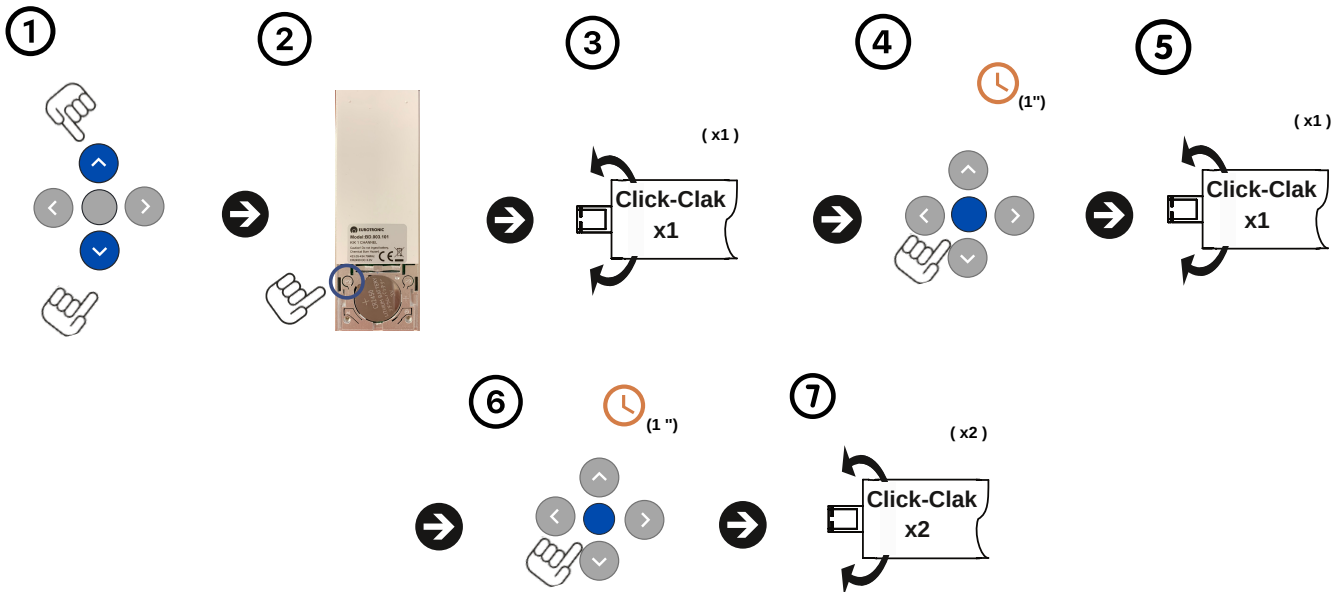 1
2
3
4
5
(1")
( x1 )
( x1 )
Click-Clak
x1
Click-Clak
x1
EUROTRONIC
6
7
(1 ")
( x2 )
Click-Clak
x2